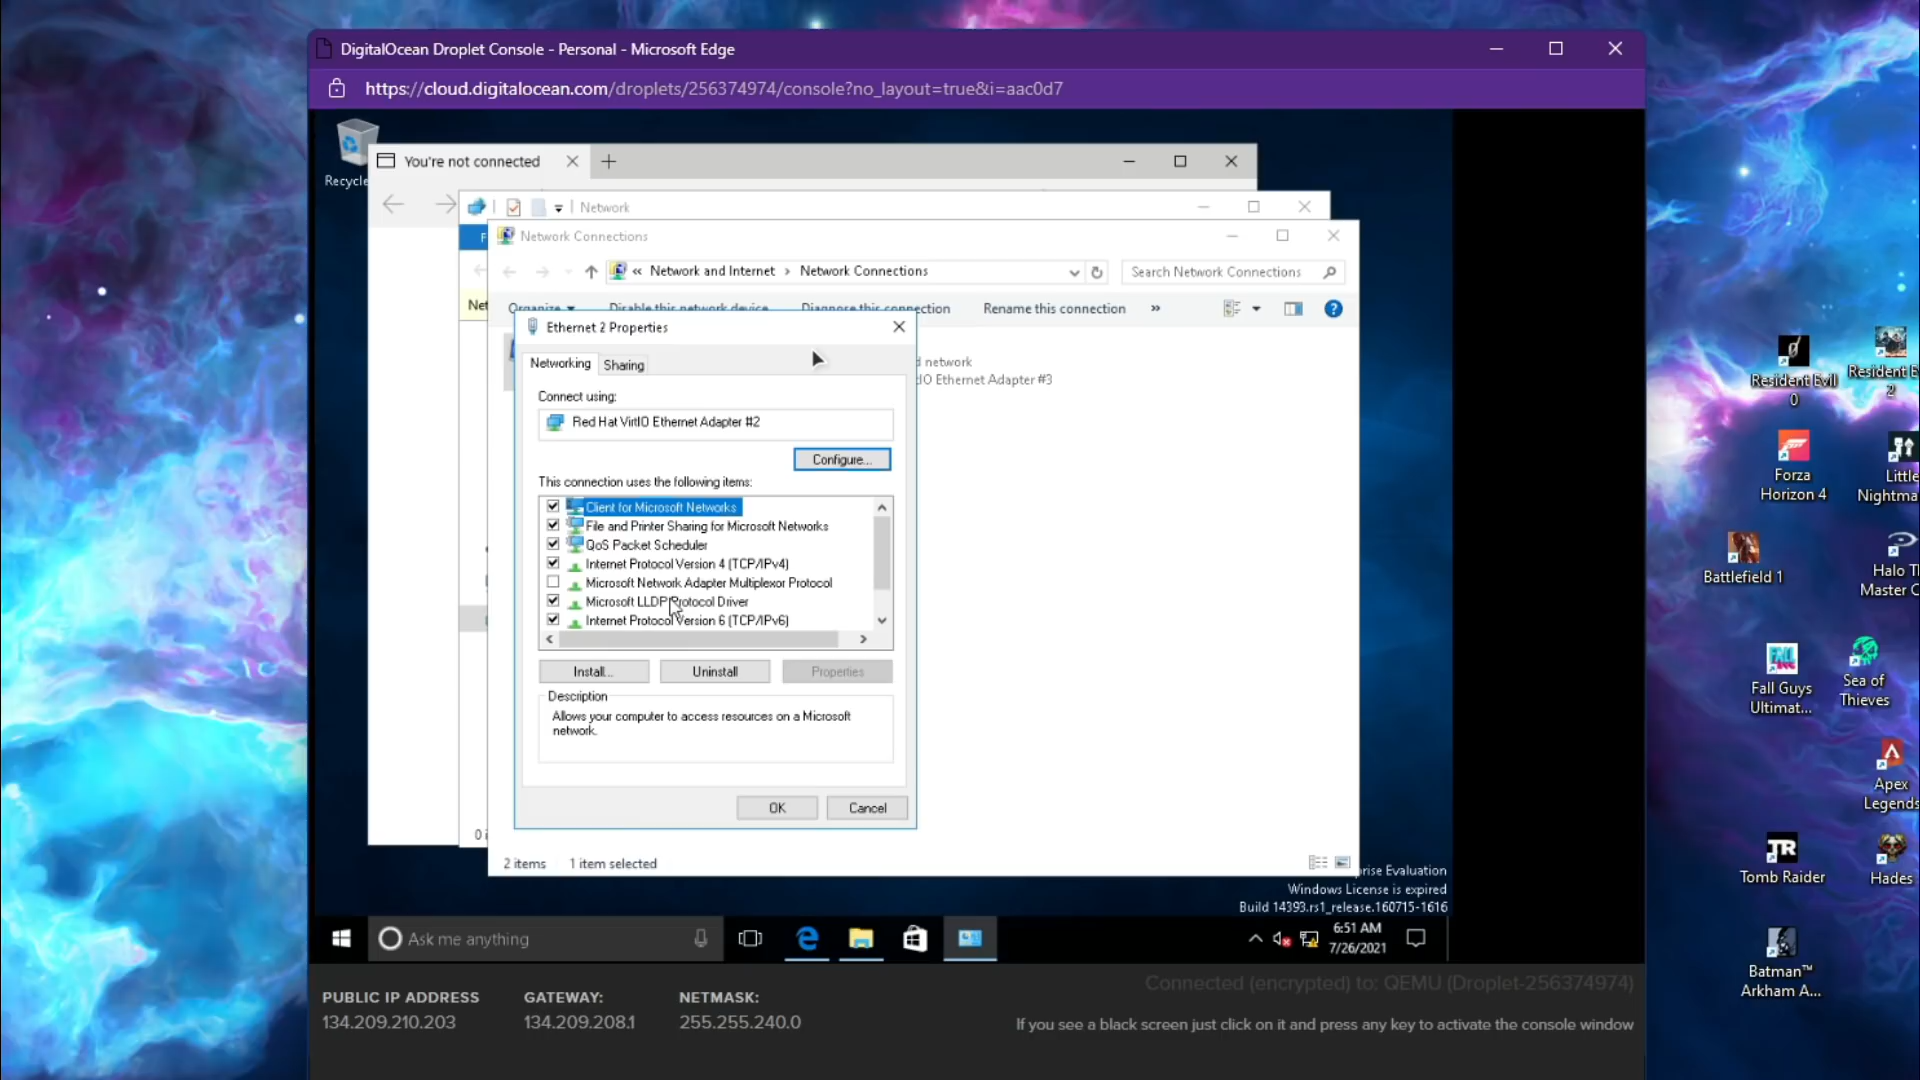 DigitalOcean Droplet Console - Personal - Microsoft Edge
https://cloud.digitalocean.com/droplets/256374974/console?no_layout=true&i=aac0d7
You're not connected
Network
Network Connections
« Network and Internet › Network Connections
Search Network Connections
Organize
Disable this network device
Diagnose this connection
Rename this connection
»
Ethernet 2 Properties
Networking
Sharing
Connect using:
Red Hat VirtIO Ethernet Adapter #2
Configure...
This connection uses the following items:
Client for Microsoft Networks
File and Printer Sharing for Microsoft Networks
QoS Packet Scheduler
Internet Protocol Version 4 (TCP/IPv4)
Microsoft Network Adapter Multiplexor Protocol
Microsoft LLDP Protocol Driver
Internet Protocol Version 6 (TCP/IPv6)
Install...
Uninstall
Properties
Description
Allows your computer to access resources on a Microsoft
network.
OK
Cancel
network
Ethernet Adapter #3
2 items
1 item selected
Evaluation
Windows License is expired
Build 14393.rs1_release.160715-1616
Ask me anything
6:51 AM
7/26/2021
PUBLIC IP ADDRESS
134.209.210.203
GATEWAY:
134.209.208.1
NETMASK:
255.255.240.0
Connected (encrypted) to: QEMU (Droplet-256374974)
If you see a black screen just click on it and press any key to activate the console window
Resident Evil
0
Resident E
2
Forza
Horizon 4
Little
Nightma
Battlefield 1
Halo T
Master C
FALL
Fall Guys
Ultimat...
Sea of
Thieves
Apex
Legends
TR
Tomb Raider
Hades
Batman™
Arkham A...